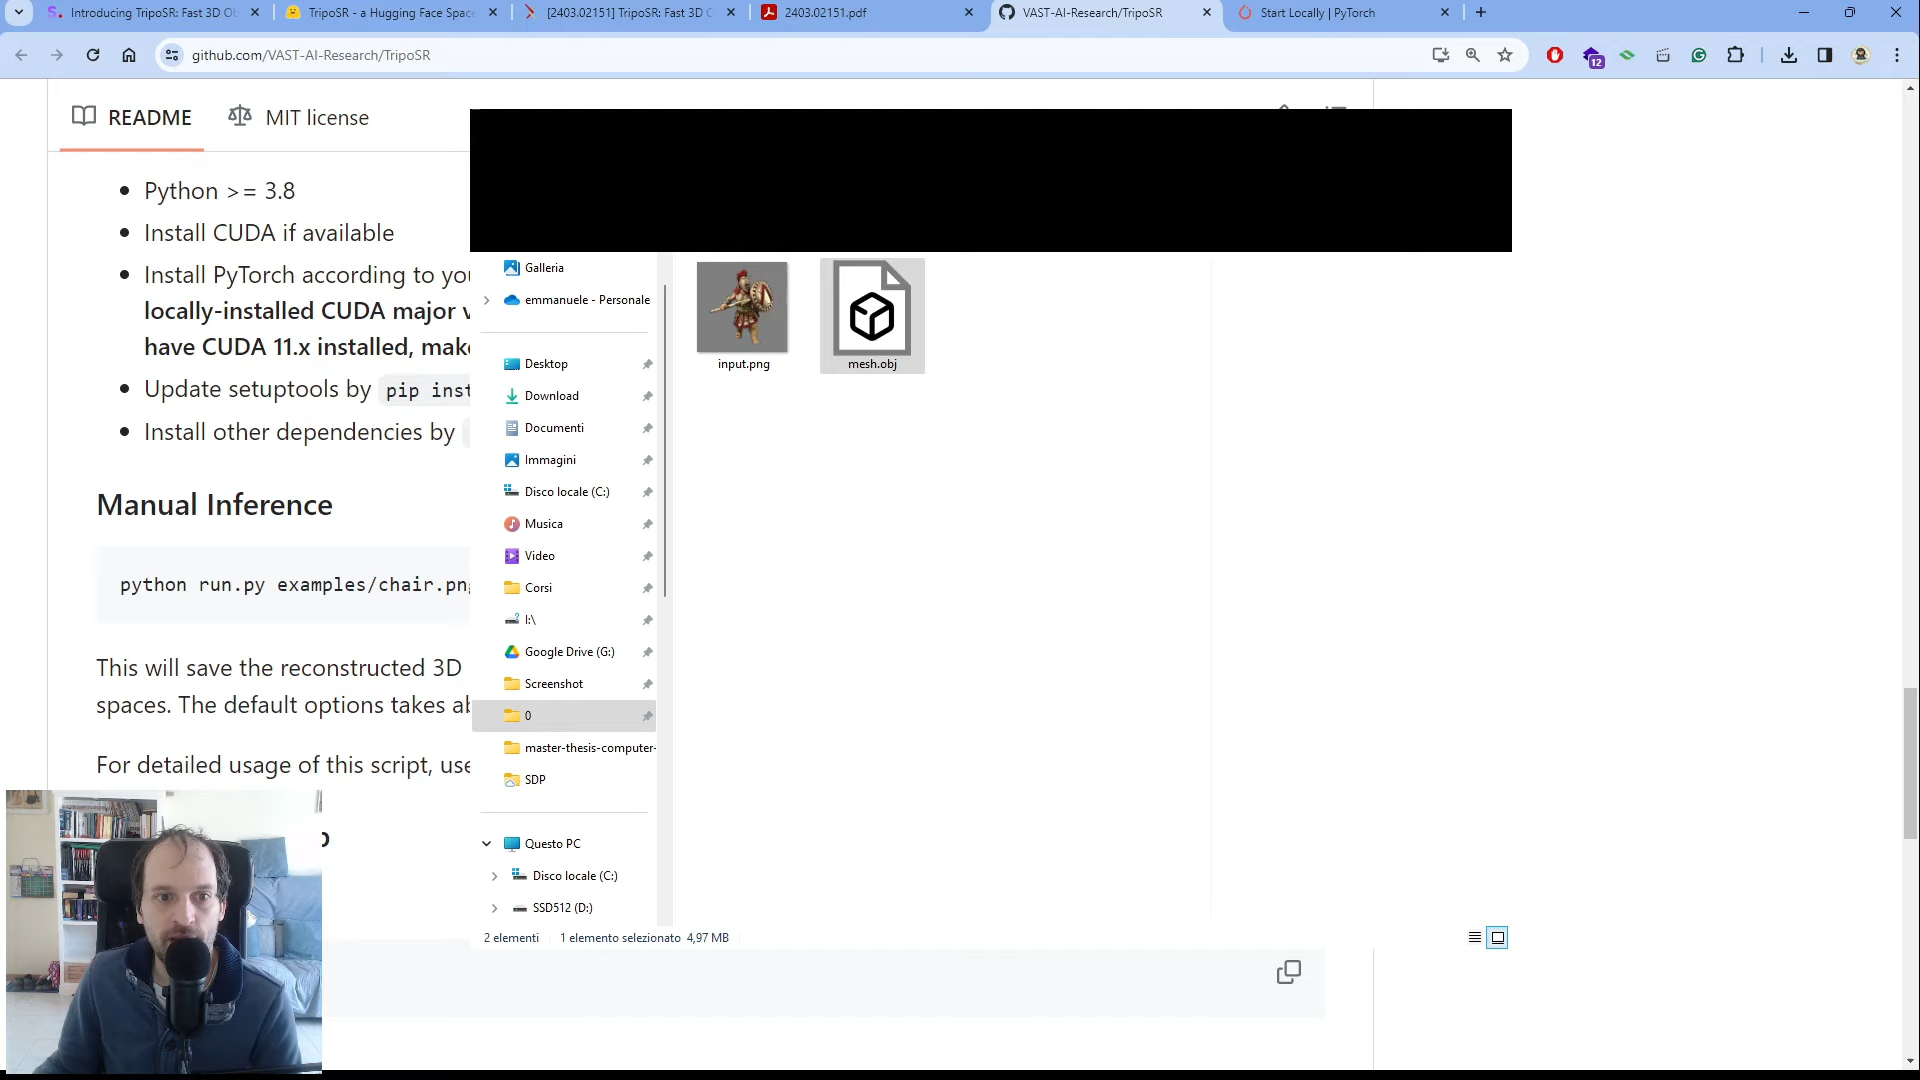 Introducing TripoSR: Fast 3D Ob
TripoSR - a Hugging Face Space
[2403.02151] TripoSR: Fast 3D O
2403.02151.pdf
VAST-AI-Research/TripoSR
Start Locally | PyTorch
github.com/VAST-AI-Research/TripoSR
12
README
MIT license
Python >= 3.8
Install CUDA if available
Install PyTorch according to you
locally-installed CUDA major v
have CUDA 11.x installed, make
Update setuptools by pip inst
Install other dependencies by
Manual Inference
python run.py examples/chair.png
This will save the reconstructed 3D
spaces. The default options takes ab
For detailed usage of this script, use
Galleria
emmanuele - Personale
Desktop
Download
Documenti
Immagini
Disco locale (C:)
Musica
Video
Corsi
I:\
Google Drive (G:)
Screenshot
0
master-thesis-computer-
SDP
Questo PC
Disco locale (C:)
SSD512 (D:)
input.png
mesh.obj
2 elementi
1 elemento selezionato 4,97 MB